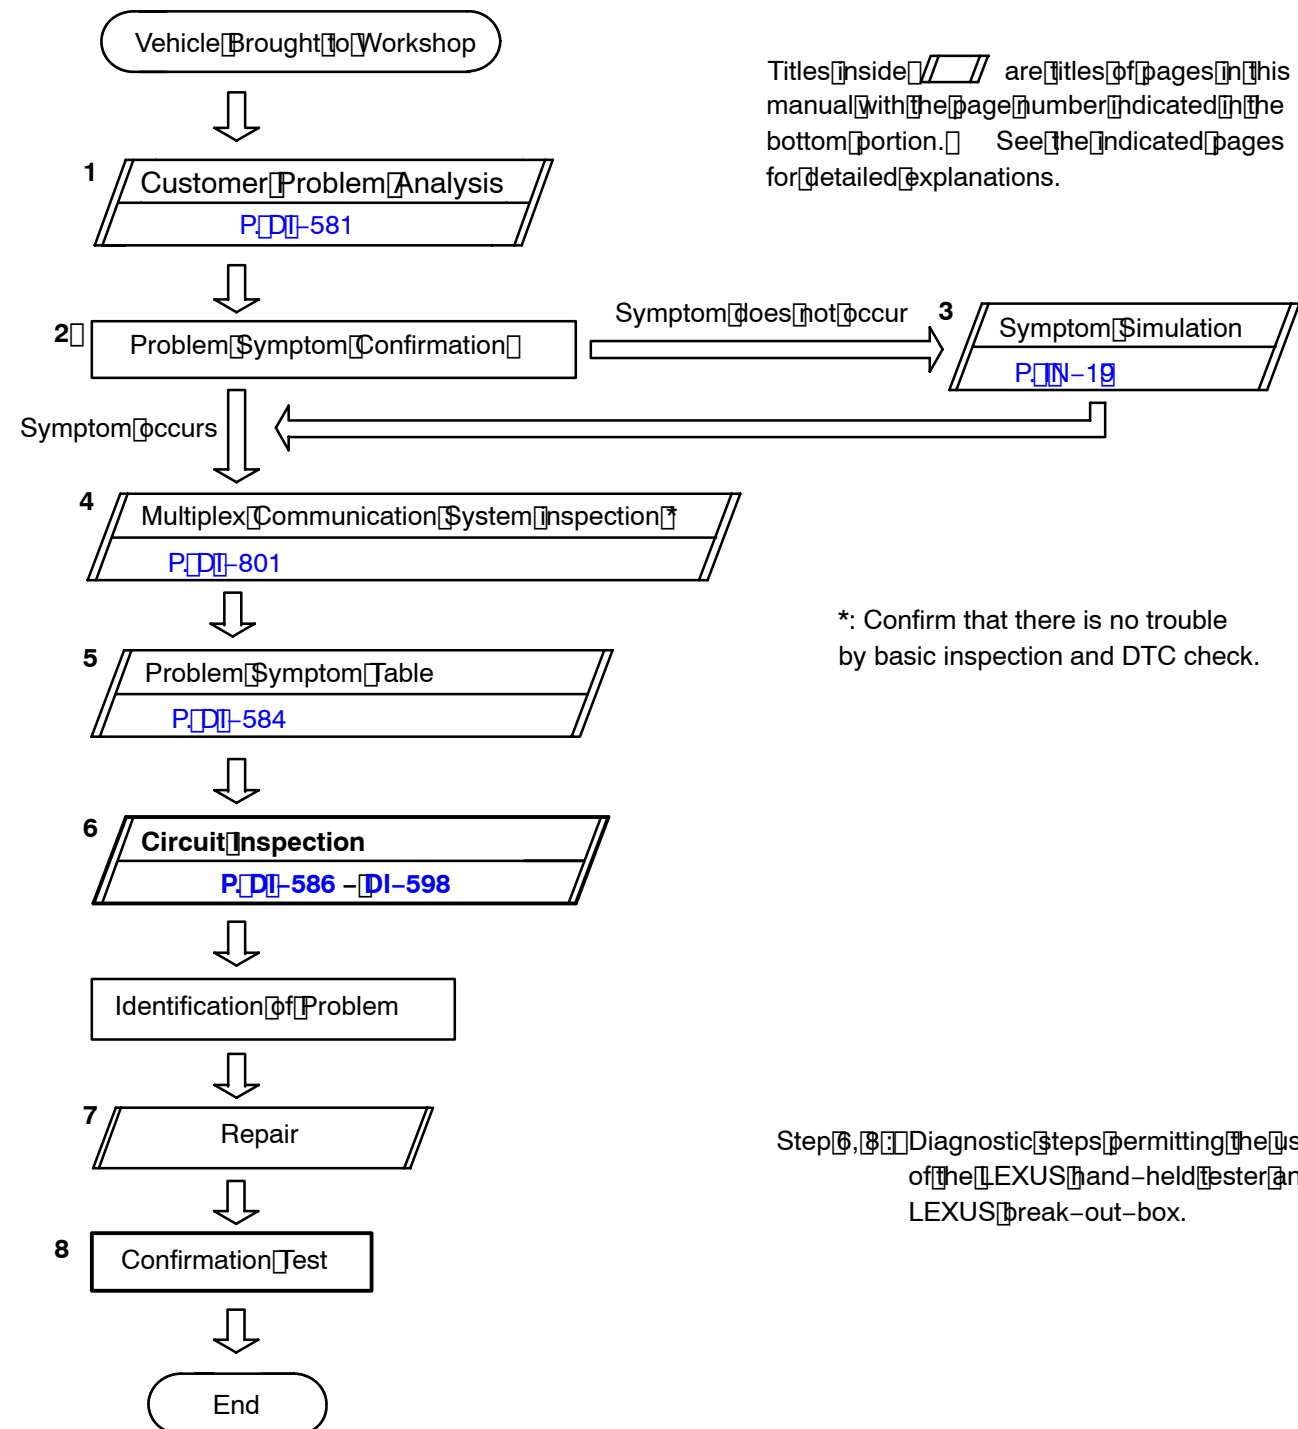 Vehicle Brought to Workshop
Titles inside are titles of pages in this
manual with the page number indicated in the
bottom portion. See the indicated pages
for detailed explanations.
1
Customer Problem Analysis
P. DI–581
2
Problem Symptom Confirmation
Symptom does not occur
3
Symptom Simulation
P. IN–19
Symptom occurs
4
Multiplex Communication System inspection *
P. DI–801
*: Confirm that there is no trouble
by basic inspection and DTC check.
5
Problem Symptom Table
P. DI–584
6
Circuit Inspection
P. DI–586 – DI–598
Identification of Problem
7
Repair
Step 6, 8 : Diagnostic steps permitting the us
of the LEXUS hand–held tester an
LEXUS break–out–box.
8
Confirmation Test
End